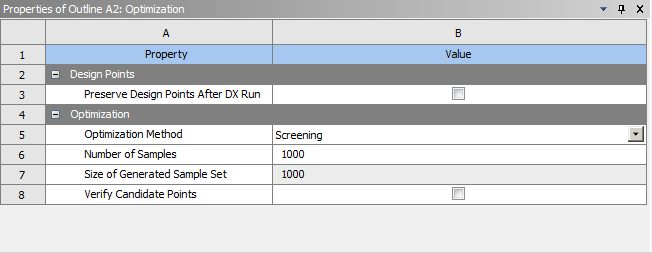 Properties of Outline A2: Optimization
A B
1 Property Value
2 Design Points
3 Preserve Design Points After DX Run
4 Optimization
5 Optimization Method Screening
6 Number of Samples 1000
7 Size of Generated Sample Set 1000
8 Verify Candidate Points